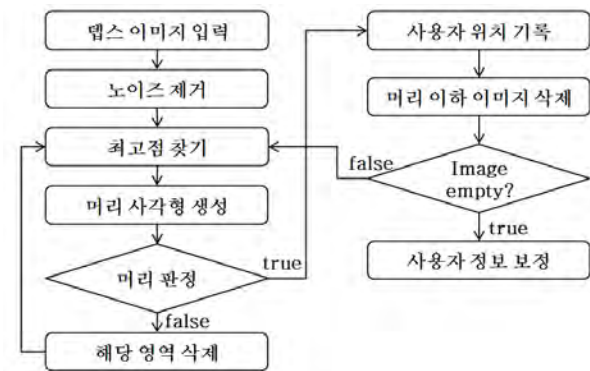 뎁스 이미지 입력
노이즈 제거
최고점 찾기
머리 사각형 생성
머리 판정
true
false
해당 영역 삭제
사용자 위치 기록
머리 이하 이미지 삭제
false
Image
empty?
true
사용자 정보 보정